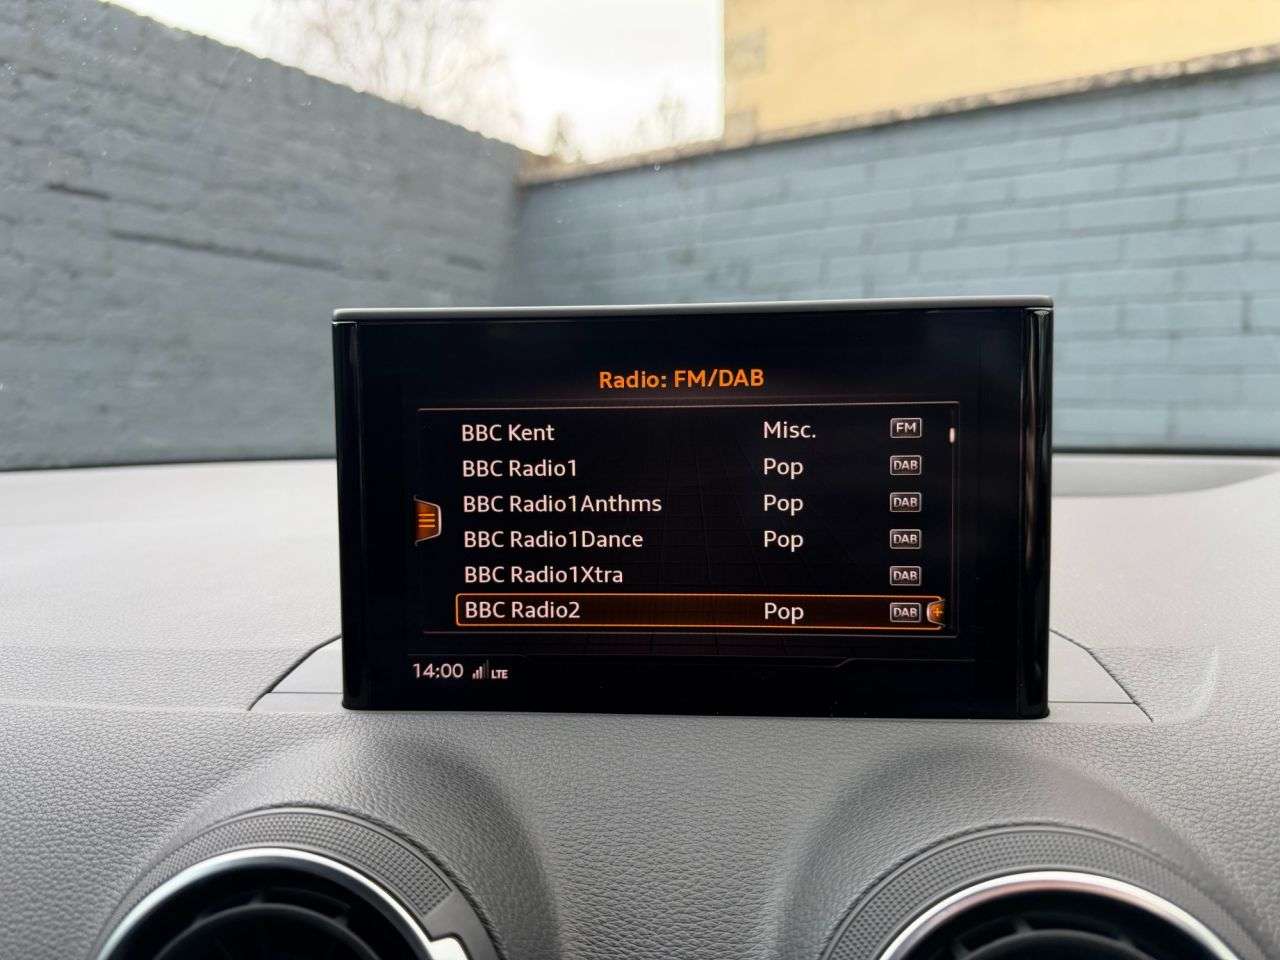 Radio: FM/DAB
BBC Kent Misc. FM
BBC Radio1 Pop DAB
BBC Radio1Anthms Pop DAB
BBC Radio1Dance Pop DAB
BBC Radio1Xtra DAB
BBC Radio2 Pop DAB
14:00 LTE